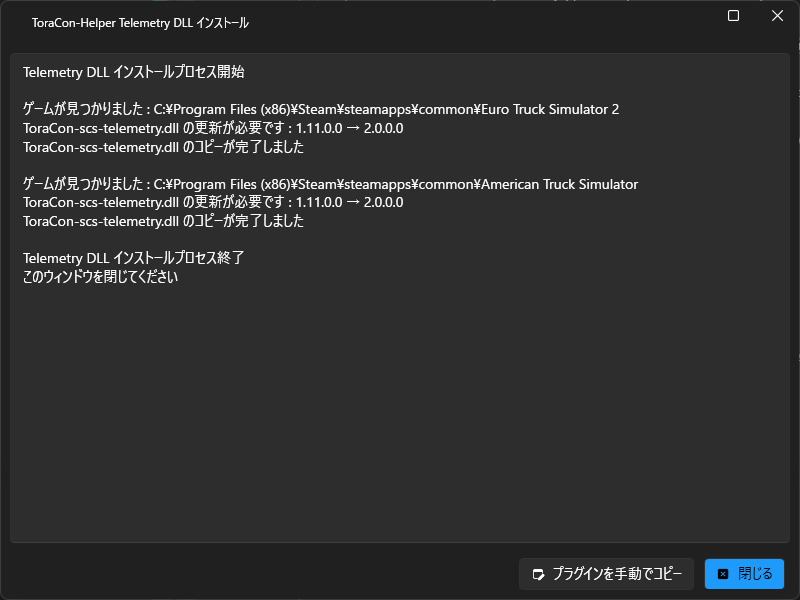 ToraCon-Helper Telemetry DLL インストール
Telemetry DLL インストールプロセス開始
ゲームが見つかりました : C:¥Program Files (x86)¥Steam¥steamapps¥common¥Euro Truck Simulator 2
ToraCon-scs-telemetry.dll の更新が必要です : 1.11.0.0 → 2.0.0.0
ToraCon-scs-telemetry.dll のコピーが完了しました
ゲームが見つかりました : C:¥Program Files (x86)¥Steam¥steamapps¥common¥American Truck Simulator
ToraCon-scs-telemetry.dll の更新が必要です : 1.11.0.0 → 2.0.0.0
ToraCon-scs-telemetry.dll のコピーが完了しました
Telemetry DLL インストールプロセス終了
このウィンドウを閉じてください
プラグインを手動でコピー
閉じる